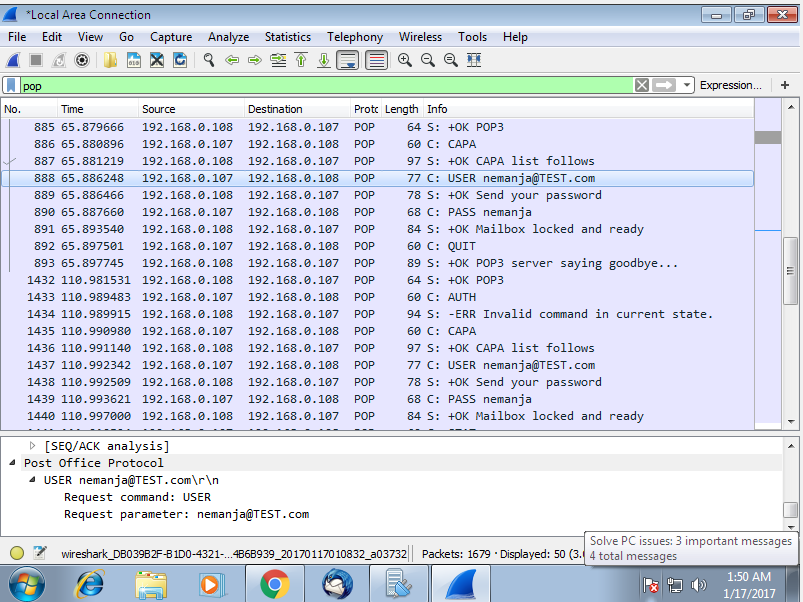 *Local Area Connection
File Edit View Go Capture Analyze Statistics Telephony Wireless Tools Help
pop Expression... +
No. Time Source Destination Protc Length Info
885 65.879666 192.168.0.108 192.168.0.107 POP 64 S: +OK POP3
886 65.880896 192.168.0.107 192.168.0.108 POP 60 C: CAPA
887 65.881219 192.168.0.108 192.168.0.107 POP 97 S: +OK CAPA list follows
888 65.886248 192.168.0.107 192.168.0.108 POP 77 C: USER nemanja@TEST.com
889 65.886466 192.168.0.108 192.168.0.107 POP 78 S: +OK Send your password
890 65.887660 192.168.0.107 192.168.0.108 POP 68 C: PASS nemanja
891 65.893540 192.168.0.108 192.168.0.107 POP 84 S: +OK Mailbox locked and ready
892 65.897501 192.168.0.107 192.168.0.108 POP 60 C: QUIT
893 65.897745 192.168.0.108 192.168.0.107 POP 89 S: +OK POP3 server saying goodbye...
1432 110.981531 192.168.0.108 192.168.0.107 POP 64 S: +OK POP3
1433 110.989483 192.168.0.107 192.168.0.108 POP 60 C: AUTH
1434 110.989915 192.168.0.108 192.168.0.107 POP 94 S: -ERR Invalid command in current state.
1435 110.990980 192.168.0.107 192.168.0.108 POP 60 C: CAPA
1436 110.991140 192.168.0.108 192.168.0.107 POP 97 S: +OK CAPA list follows
1437 110.992342 192.168.0.107 192.168.0.108 POP 77 C: USER nemanja@TEST.com
1438 110.992509 192.168.0.108 192.168.0.107 POP 78 S: +OK Send your password
1439 110.993621 192.168.0.107 192.168.0.108 POP 68 C: PASS nemanja
1440 110.997000 192.168.0.108 192.168.0.107 POP 84 S: +OK Mailbox locked and ready
[SEQ/ACK analysis]
Post Office Protocol
USER nemanja@TEST.com\r\n
Request command: USER
Request parameter: nemanja@TEST.com
Solve PC issues: 3 important messages
4 total messages
wireshark_DB039B2F-B1D0-4321-...4B6B939_20170117010832_a03732 Packets: 1679 · Displayed: 50 (3.0
1:50 AM
1/17/2017